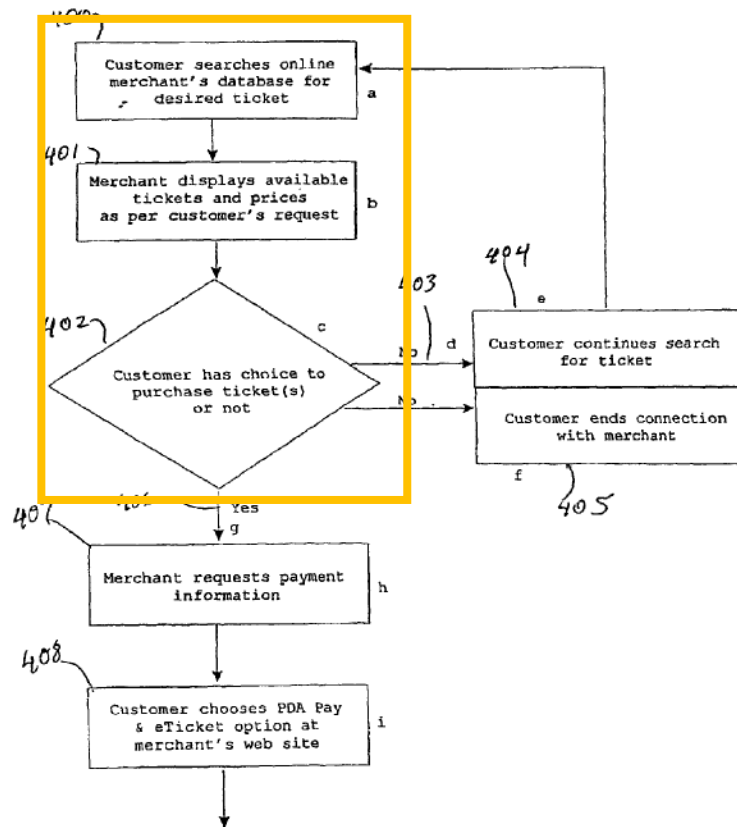 Customer searches online
merchant's database for
desired ticket
a
401
Merchant displays available
tickets and prices
as per customer's request
b
402
c
Customer has choice to
purchase ticket(s)
or not
403
No
d
404
e
Customer continues search
for ticket
No
Customer ends connection
with merchant
f
405
Yes
g
Merchant requests payment
information
h
408
Customer chooses PDA Pay
& eTicket option at
merchant's web site
i